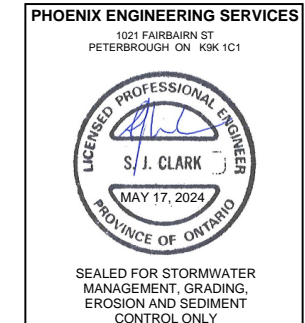 PHOENIX ENGINEERING SERVICES
1021 FAIRBAIRN ST
PETERBROUGH ON K9K 1C1
LICENSED PROFESSIONAL ENGINEER
S. J. CLARK
MAY 17, 2024
PROVINCE OF ONTARIO
SEALED FOR STORMWATER
MANAGEMENT, GRADING,
EROSION AND SEDIMENT
CONTROL ONLY